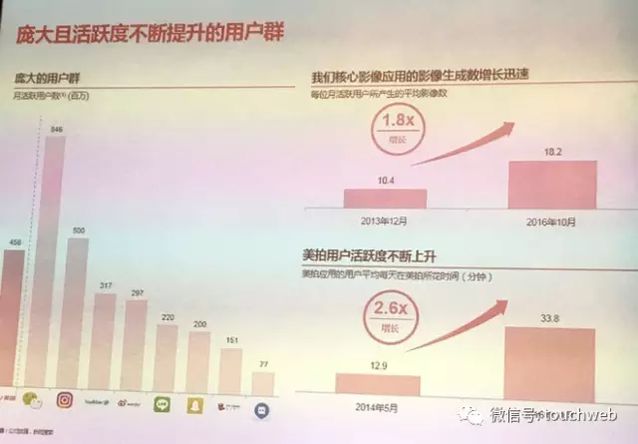 庞大且活跃度不断提升的用户群
庞大的用户群
月活跃用户数⁽¹⁾ (百万)
456
846
500
317
297
220
200
151
77
我们核心影像应用的影像生成数增长迅速
每位月活跃用户所产生的平均影像数
1.8x
增长
10.4
18.2
2013年12月
2016年10月
美拍用户活跃度不断上升
美拍应用的用户平均每天在美拍所花时间（分钟）
2.6x
增长
12.9
33.8
2014年5月
微信号: touchweb